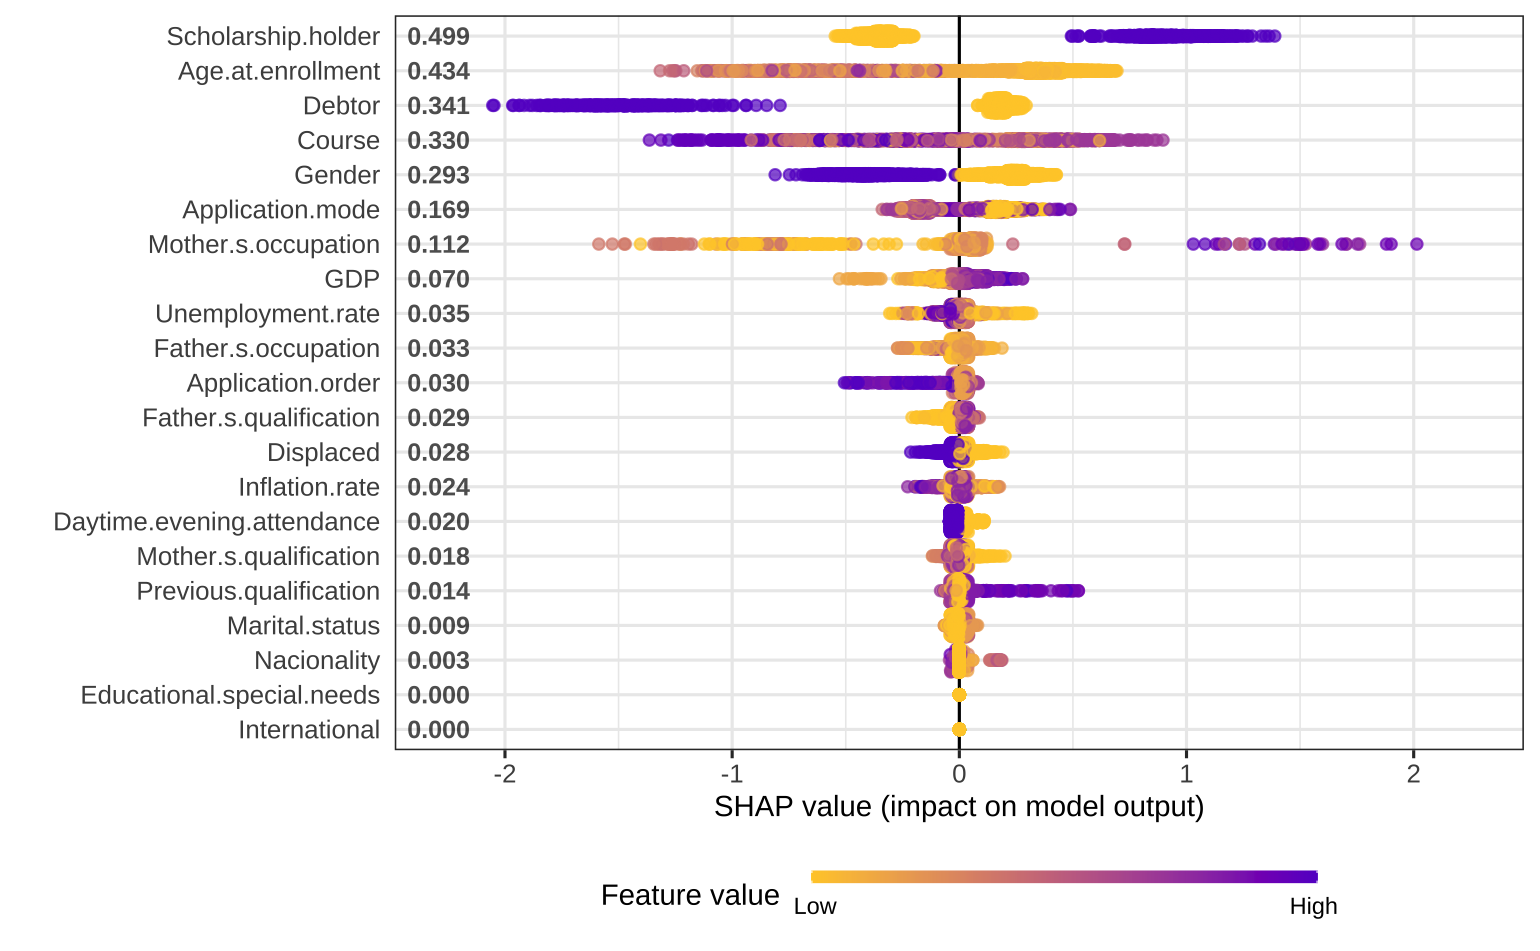 Scholarship.holder 0.499
Age.at.enrollment 0.434
Debtor 0.341
Course 0.330
Gender 0.293
Application.mode 0.169
Mother.s.occupation 0.112
GDP 0.070
Unemployment.rate 0.035
Father.s.occupation 0.033
Application.order 0.030
Father.s.qualification 0.029
Displaced 0.028
Inflation.rate 0.024
Daytime.evening.attendance 0.020
Mother.s.qualification 0.018
Previous.qualification 0.014
Marital.status 0.009
Nacionality 0.003
Educational.special.needs 0.000
International 0.000
-2 -1 0 1 2
SHAP value (impact on model output)
Feature value
Low High